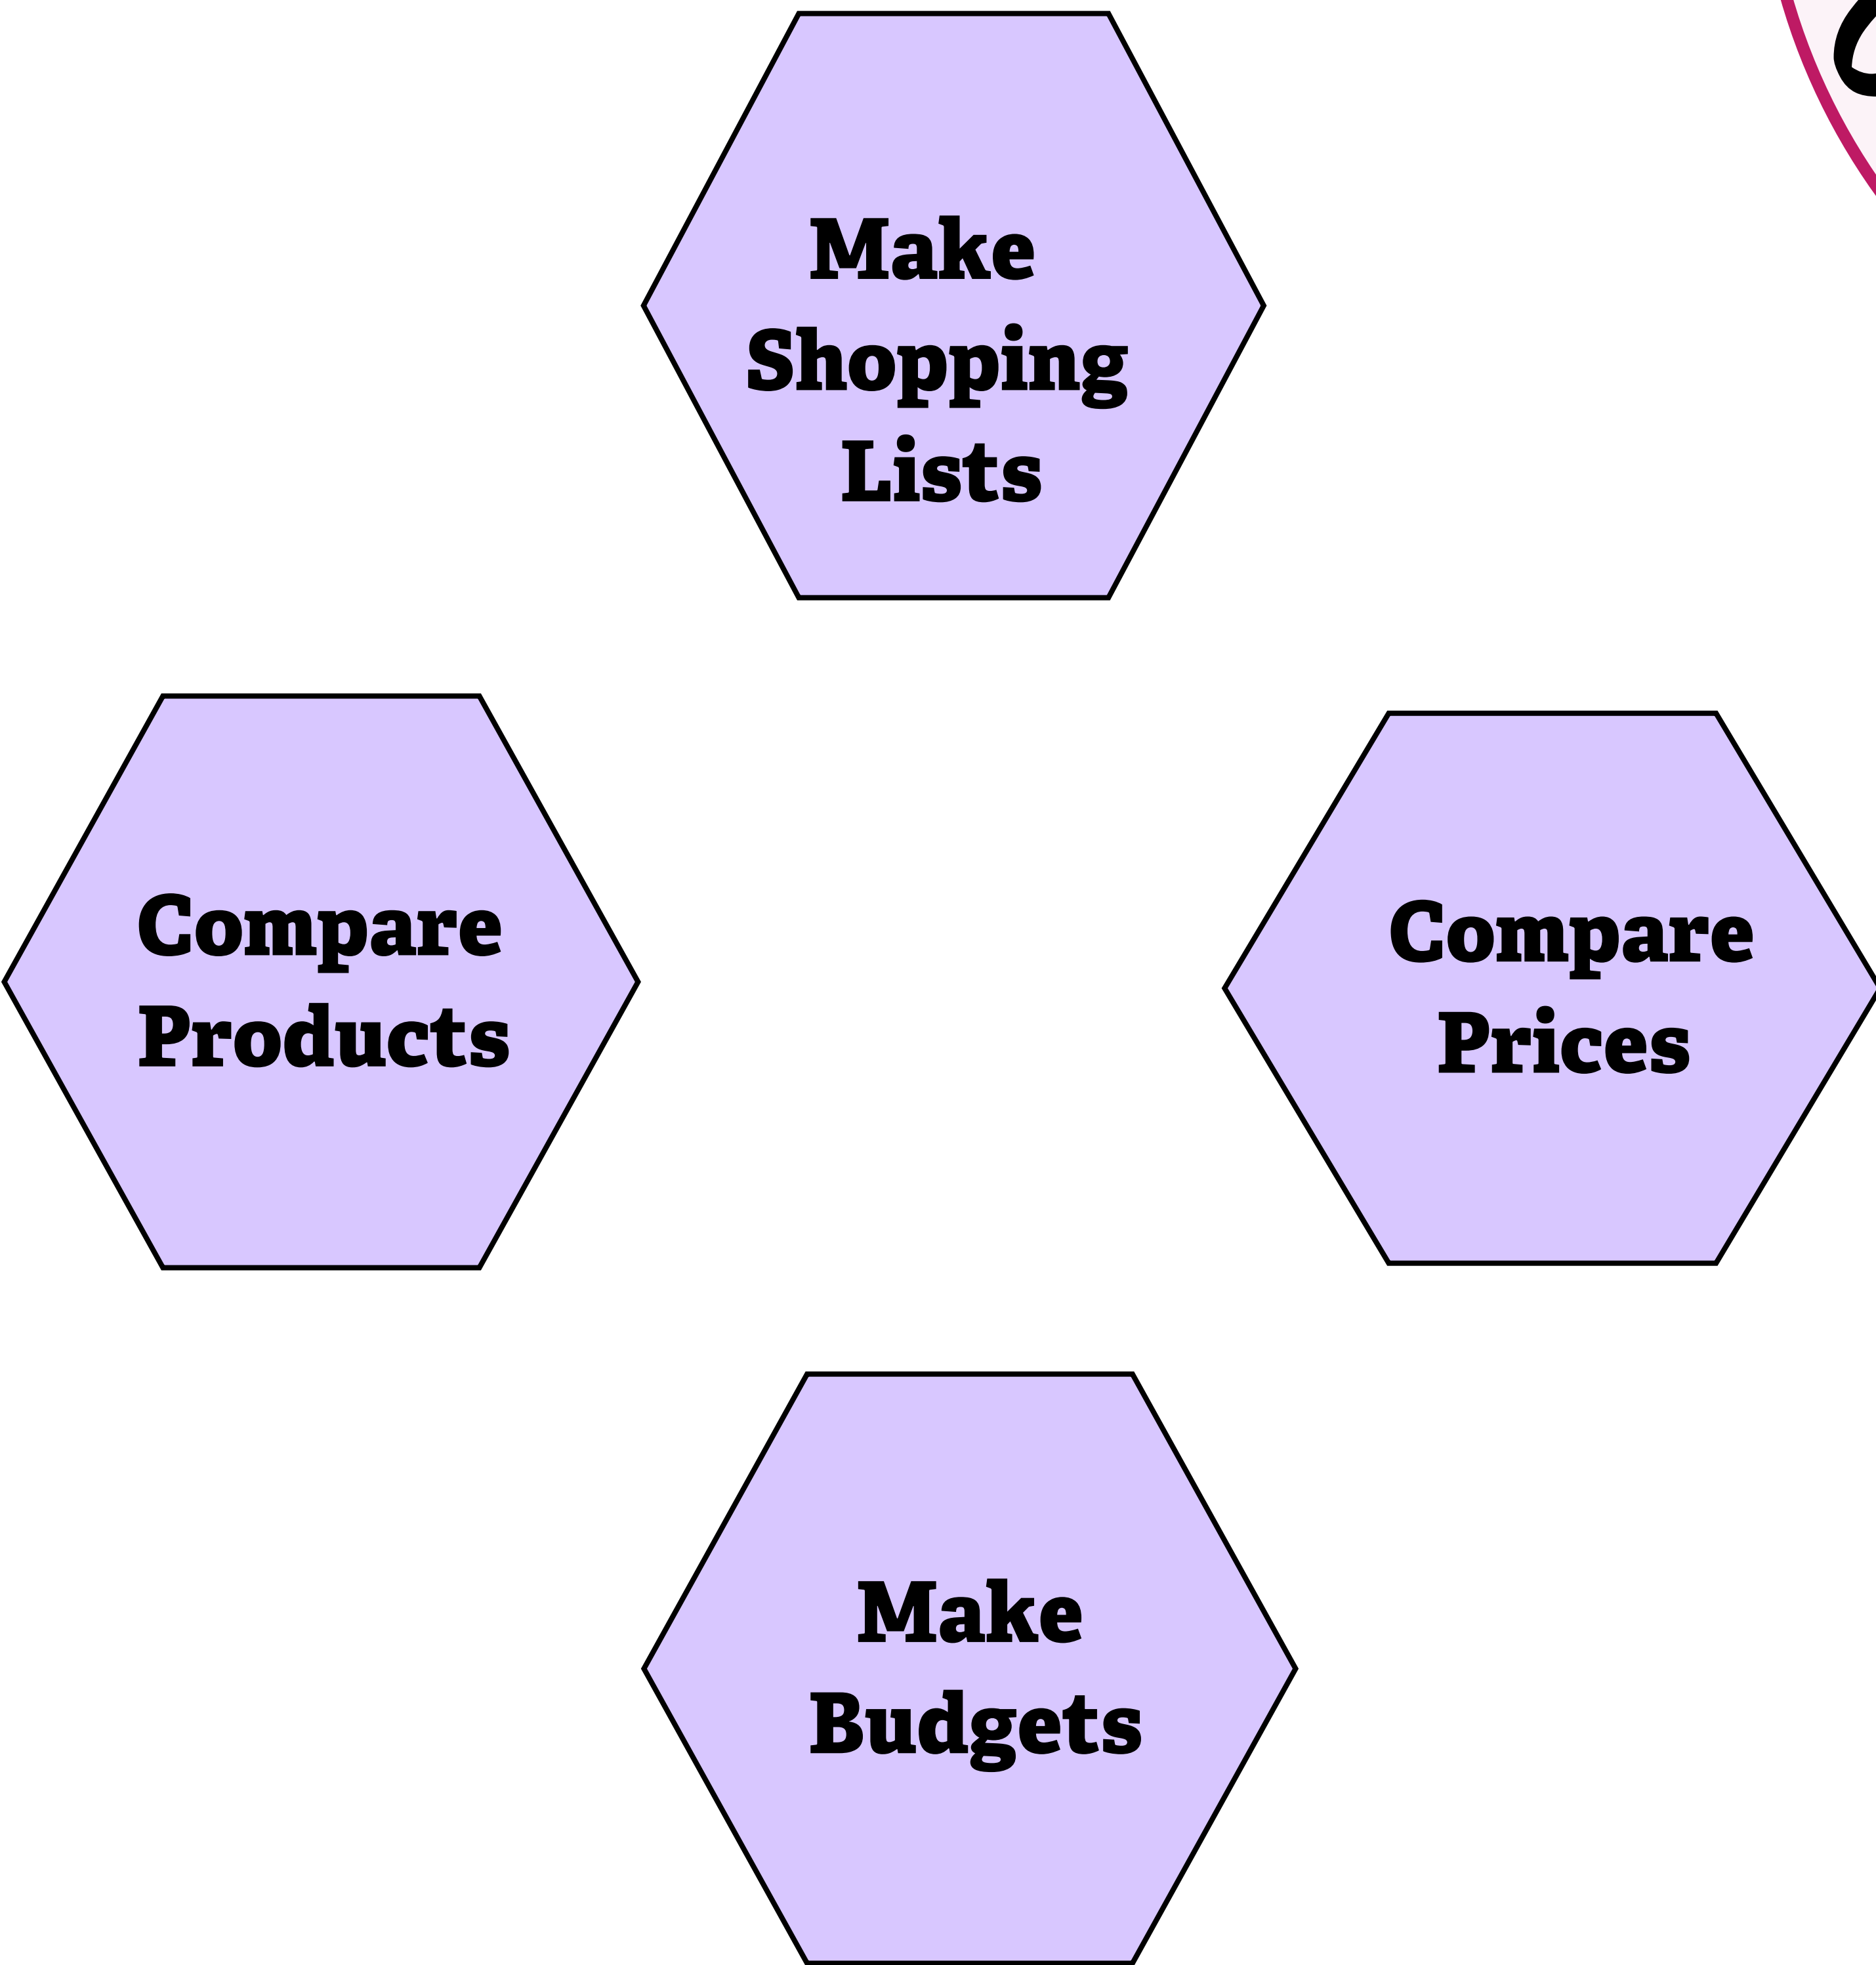 Make
Shopping
Lists
Compare
Products
Compare
Prices
Make
Budgets